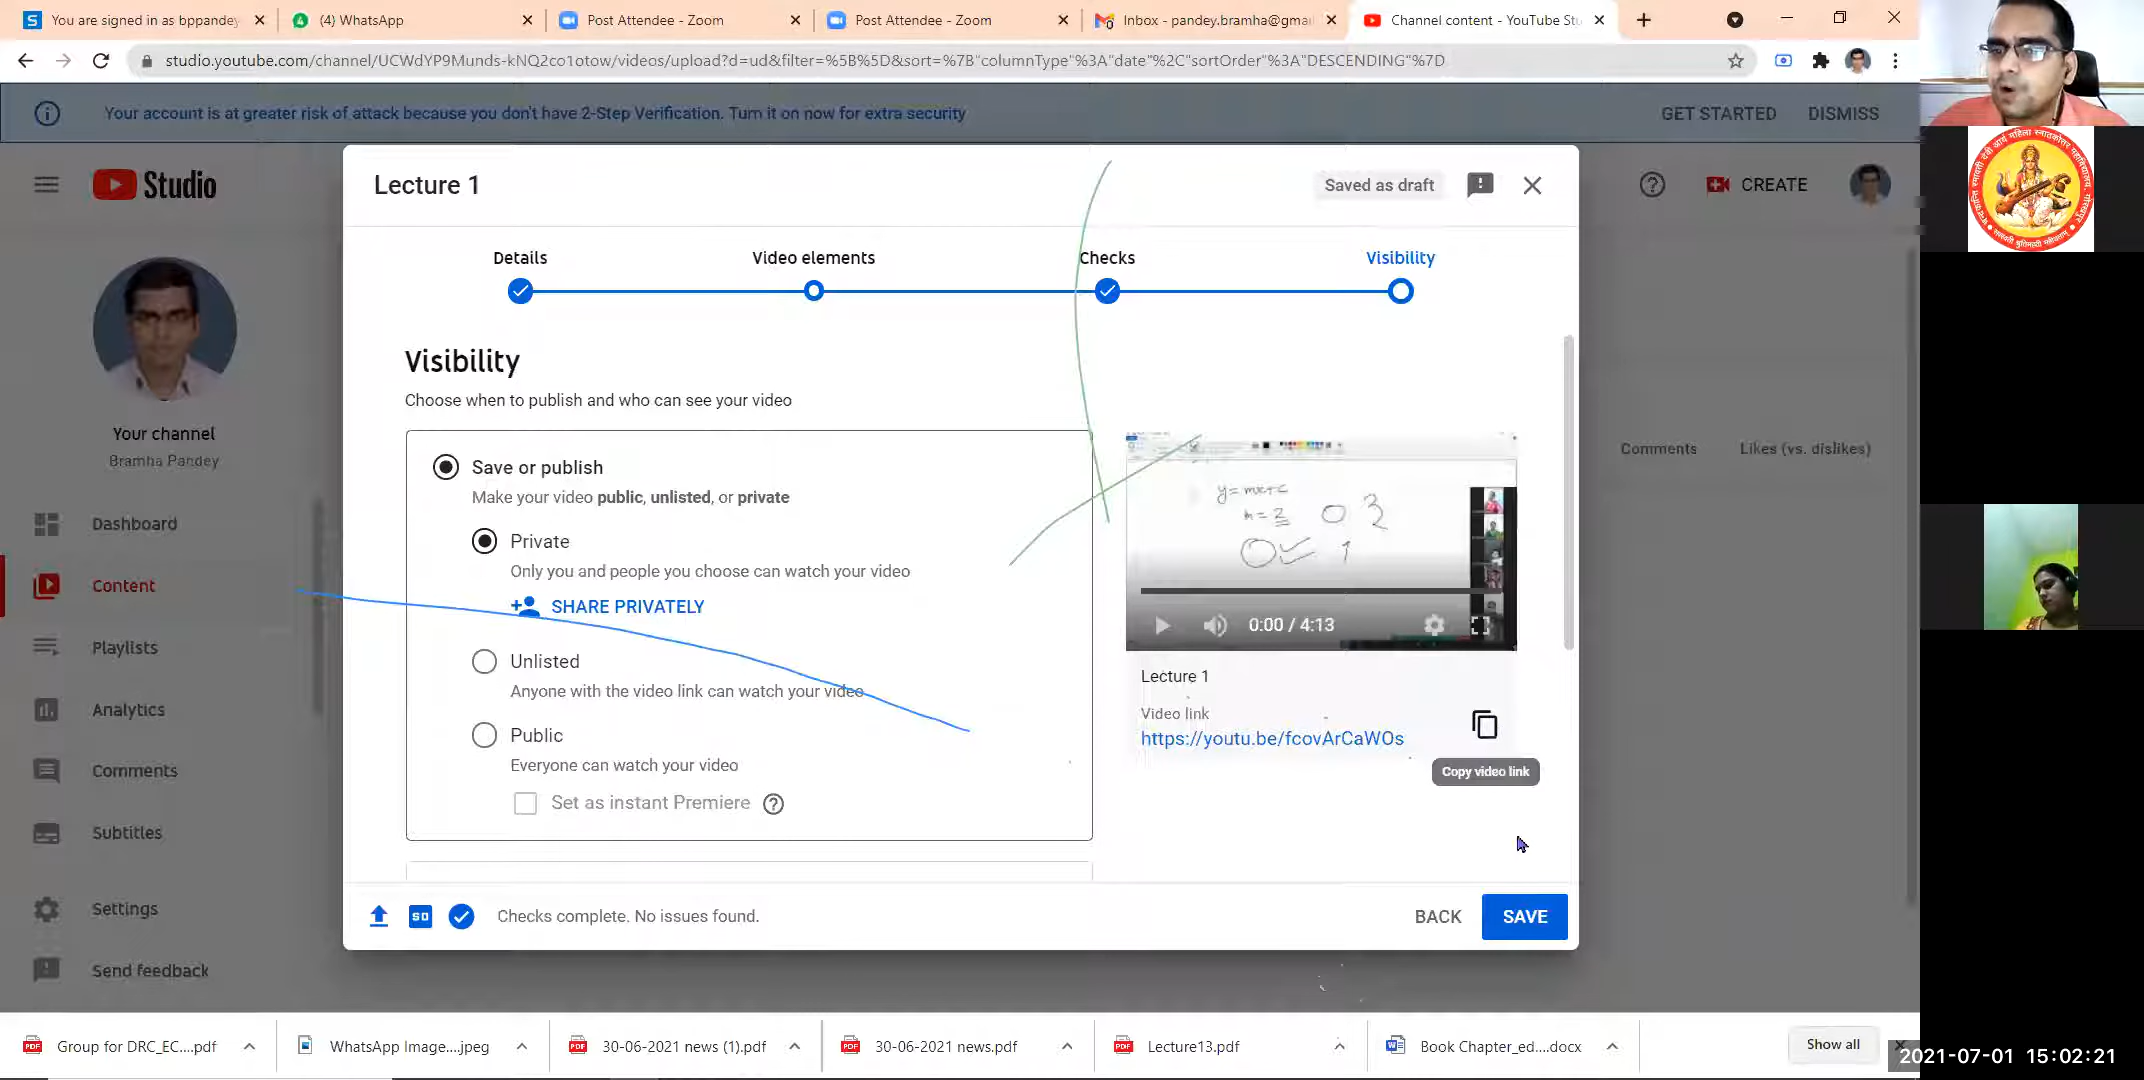 You are signed in as bppandey
(4) WhatsApp
Post Attendee - Zoom
Post Attendee - Zoom
Inbox - pandey.bramha@gmai
Channel content - YouTube Stu
studio.youtube.com/channel/UCWdYP9Munds-kNQ2co1otow/videos/upload?d=ud&filter=%5B%5D&sort=%7B"columnType"%3A"date"%2C"sortOrder"%3A"DESCENDING"%7D
Your account is at greater risk of attack because you don't have 2-Step Verification. Turn it on now for extra security
GET STARTED
DISMISS
Studio
CREATE
Lecture 1
Saved as draft
Details
Video elements
Checks
Visibility
Your channel
Bramha Pandey
Dashboard
Content
Playlists
Analytics
Comments
Subtitles
Settings
Send feedback
Visibility
Choose when to publish and who can see your video
Save or publish
Make your video public, unlisted, or private
Private
Only you and people you choose can watch your video
SHARE PRIVATELY
Unlisted
Anyone with the video link can watch your video
Public
Everyone can watch your video
Set as instant Premiere
y=mx+c
m=2
0:00 / 4:13
Lecture 1
Video link
https://youtu.be/fcovArCaWOs
Copy video link
Comments
Likes (vs. dislikes)
SD
Checks complete. No issues found.
BACK
SAVE
Group for DRC_EC....pdf
WhatsApp Image....jpeg
30-06-2021 news (1).pdf
30-06-2021 news.pdf
Lecture13.pdf
Book Chapter_ed....docx
Show all
2021-07-01 15:02:21